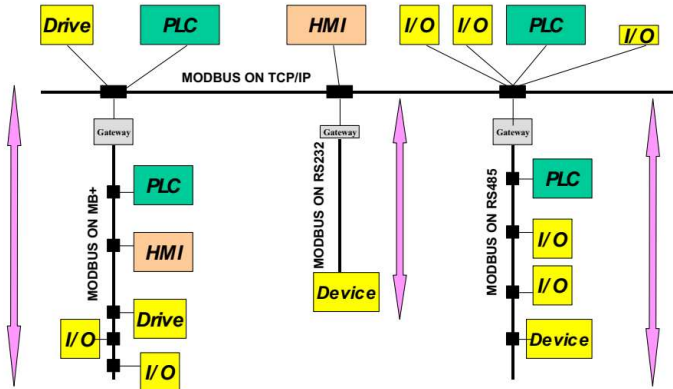 Drive
PLC
HMI
I/O
I/O
PLC
I/O
MODBUS ON TCP/IP
Gateway
Gateway
Gateway
MODBUS ON MB+
PLC
HMI
Drive
I/O
I/O
MODBUS ON RS232
Device
MODBUS ON RS485
PLC
I/O
I/O
Device